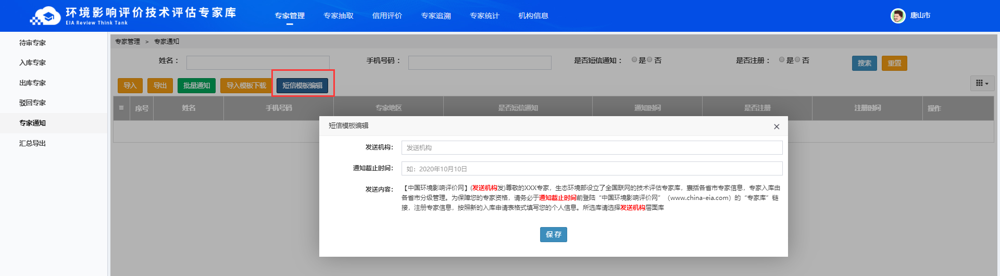 环境影响评价技术评估专家库
EIA Review Think Tank
专家管理 专家抽取 信用评价 专家追溯 专家统计 机构信息
唐山市
待审专家
入库专家
出库专家
驳回专家
专家通知
汇总导出
专家管理 > 专家通知
姓名： 手机号码： 是否短信通知： 是 否 是否注册： 是 否 搜索 重置
导入 导出 批量通知 导入模板下载 短信模板编辑
序号 姓名 手机号码 专家地区 是否短信通知 通知时间 是否注册 注册时间 操作
短信模板编辑 ×
发送机构： 发送机构
通知截止时间： 如：2020年10月10日
发送内容： 【中国环境影响评价网】(发送机构发)尊敬的XXX专家，生态环境部设立了全国联网的技术评估专家库，囊括各省市专家信息，专家入库由
各省市分级管理。为保障您的专家资格，请务必于通知截止时间前登陆“中国环境影响评价网”（www.china-eia.com）的“专家库”链
接，注册专家信息，按照新的入库申请表格式填写您的个人信息。所选库请选择发送机构层面库
保存